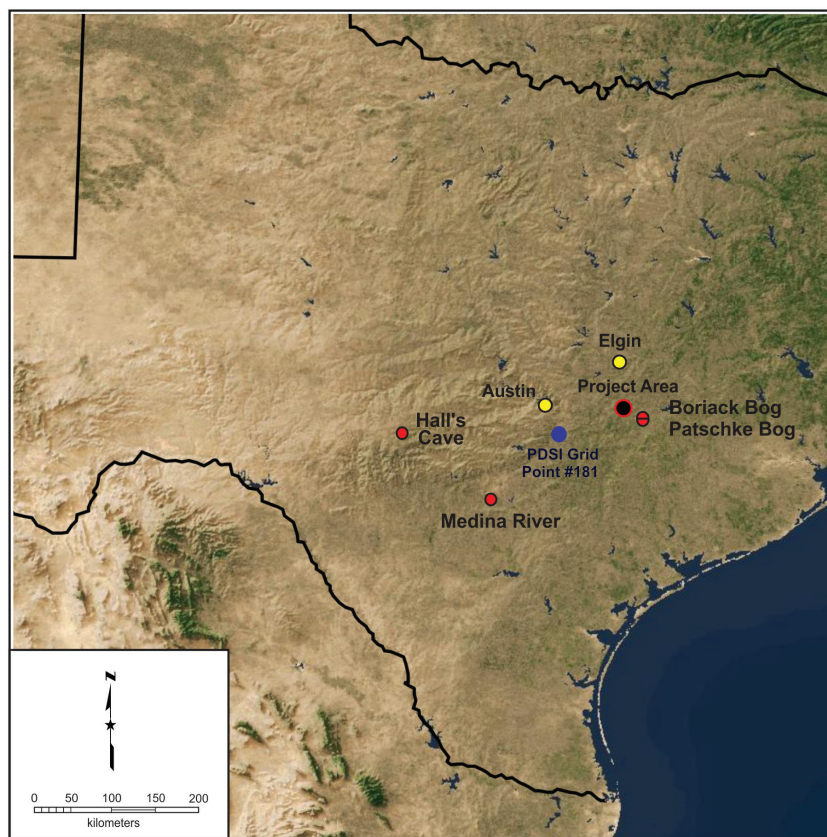 Elgin
Austin
Project Area
Boriack Bog
Patschke Bog
Hall's
Cave
PDSI Grid
Point #181
Medina River
N
0 50 100 150 200
kilometers